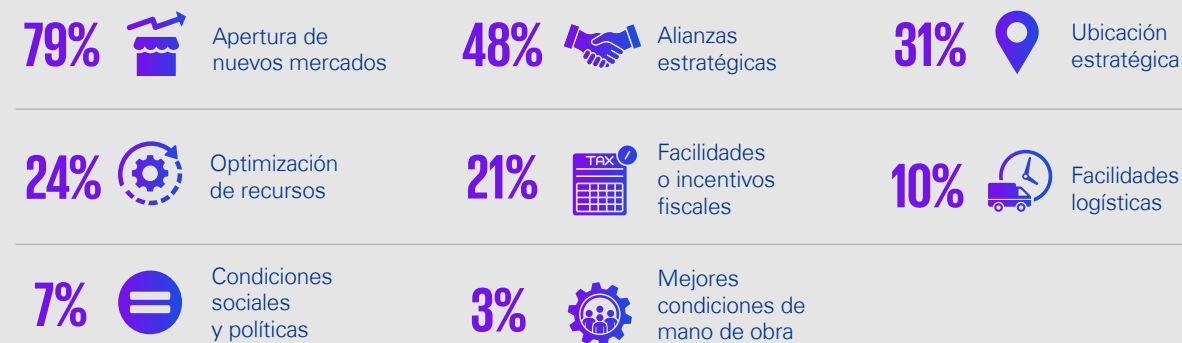 79%
Apertura de
nuevos mercados
48%
Alianzas
estratégicas
31%
Ubicación
estratégica
24%
Optimización
de recursos
21%
TAX
Facilidades
o incentivos
fiscales
10%
Facilidades
logísticas
7%
Condiciones
sociales
y políticas
3%
Mejores
condiciones de
mano de obra